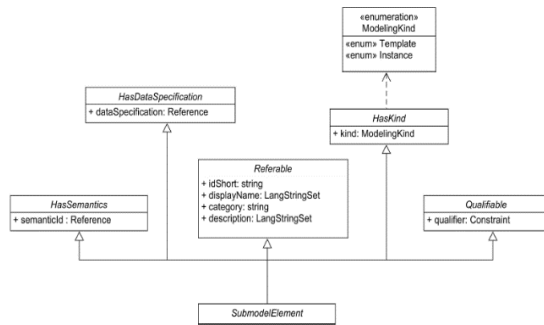 «enumeration»
ModelingKind
«enum» Template
«enum» Instance
HasDataSpecification
+ dataSpecification: Reference
HasKind
+ kind: ModelingKind
Referable
+ idShort: string
+ displayName: LangStringSet
+ category: string
+ description: LangStringSet
HasSemantics
+ semanticId : Reference
Qualifiable
+ qualifier: Constraint
SubmodelElement